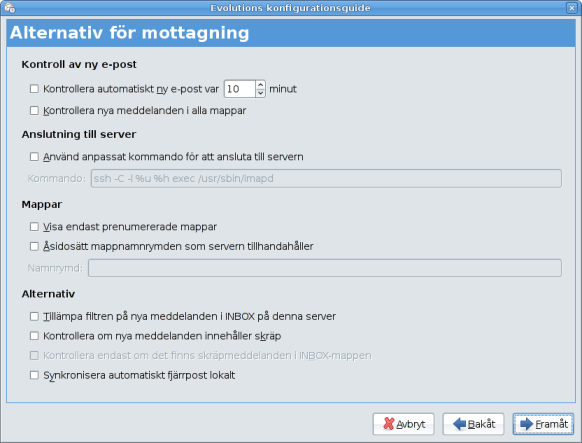 Evolutions konfigurationsguide
Alternativ för mottagning
Kontroll av ny e-post
Kontrollera automatiskt ny e-post var 10 minut
Kontrollera nya meddelanden i alla mappar
Anslutning till server
Använd anpassat kommando för att ansluta till servern
Kommando: ssh -C -l %u %h exec /usr/sbin/imapd
Mappar
Visa endast prenumererade mappar
Åsidosätt mappnamnrymden som servern tillhandahåller
Namnrymd:
Alternativ
Tillämpa filtren på nya meddelanden i INBOX på denna server
Kontrollera om nya meddelanden innehåller skräp
Kontrollera endast om det finns skräpmeddelanden i INBOX-mappen
Synkronisera automatiskt fjärrpost lokalt
Avbryt Bakåt Framåt